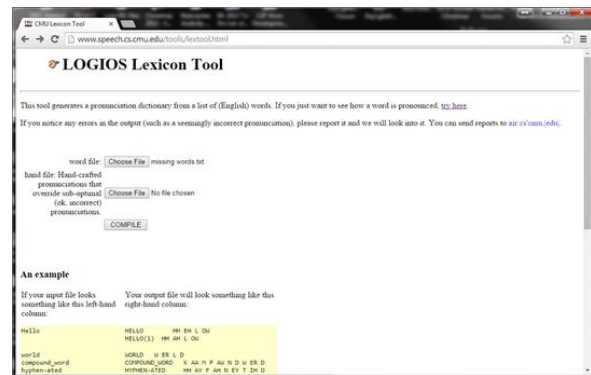 CMU Lexicon Tool
www.speech.cs.cmu.edu/tools/lextool.html
LOGIOS Lexicon Tool
This tool generates a pronunciation dictionary from a list of (English) words. If you just want to see how a word is pronounced, try here.
If you notice any errors in the output (such as a seemingly incorrect pronunciation), please report it and we will look into it. You can send reports to
word file: Choose File missing words.txt
hand file: Hand-crafted
pronunciations that
override sub-optimal Choose File No file chosen
(ok, incorrect)
pronunciations.
COMPILE
An example
If your input file looks Your output file will look something like this
something like this left-hand right-hand column:
column:
Hello HELLO HH EH L OW
HELLO(1) HH AH L OW
world WORLD W ER L D
compound_word COMPOUND_WORD K AA M P AW N D W ER D
hyphen-ated HYPHEN-ATED HH AY F AH N EY T IH D